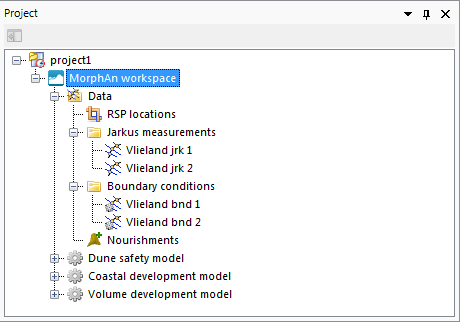 Project
project1
MorphAn workspace
Data
RSP locations
Jarkus measurements
Vlieland jrk 1
Vlieland jrk 2
Boundary conditions
Vlieland bnd 1
Vlieland bnd 2
Nourishments
Dune safety model
Coastal development model
Volume development model